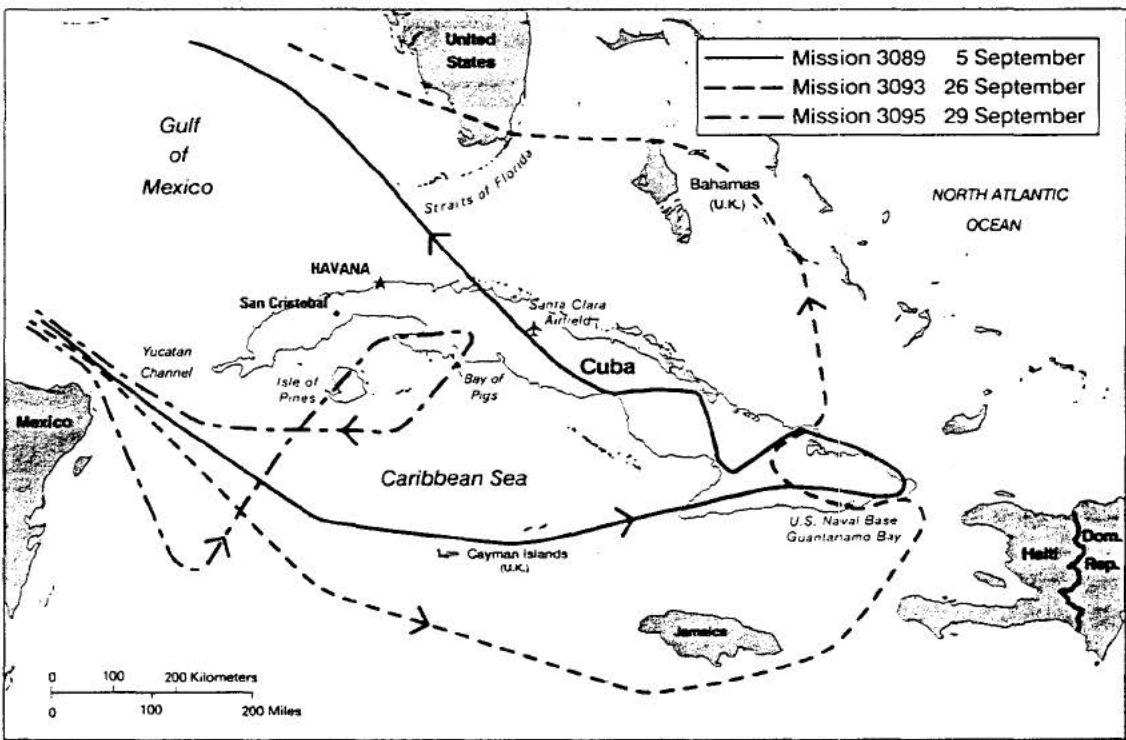 United
States
Mission 3089 5 September
Mission 3093 26 September
Mission 3095 29 September
Gulf
of
Mexico
Straits of Florida
Bahamas
(U.K.)
NORTH ATLANTIC
OCEAN
HAVANA
San Cristobal
Santa Clara
Airfield
Yucatan
Channel
Isle of
Pines
Bay of
Pigs
Cuba
Mexico
Caribbean Sea
U.S. Naval Base
Guantanamo Bay
Cayman Islands
(U.K.)
Haiti
Dom.
Rep.
Jamaica
0 100 200 Kilometers
0 100 200 Miles